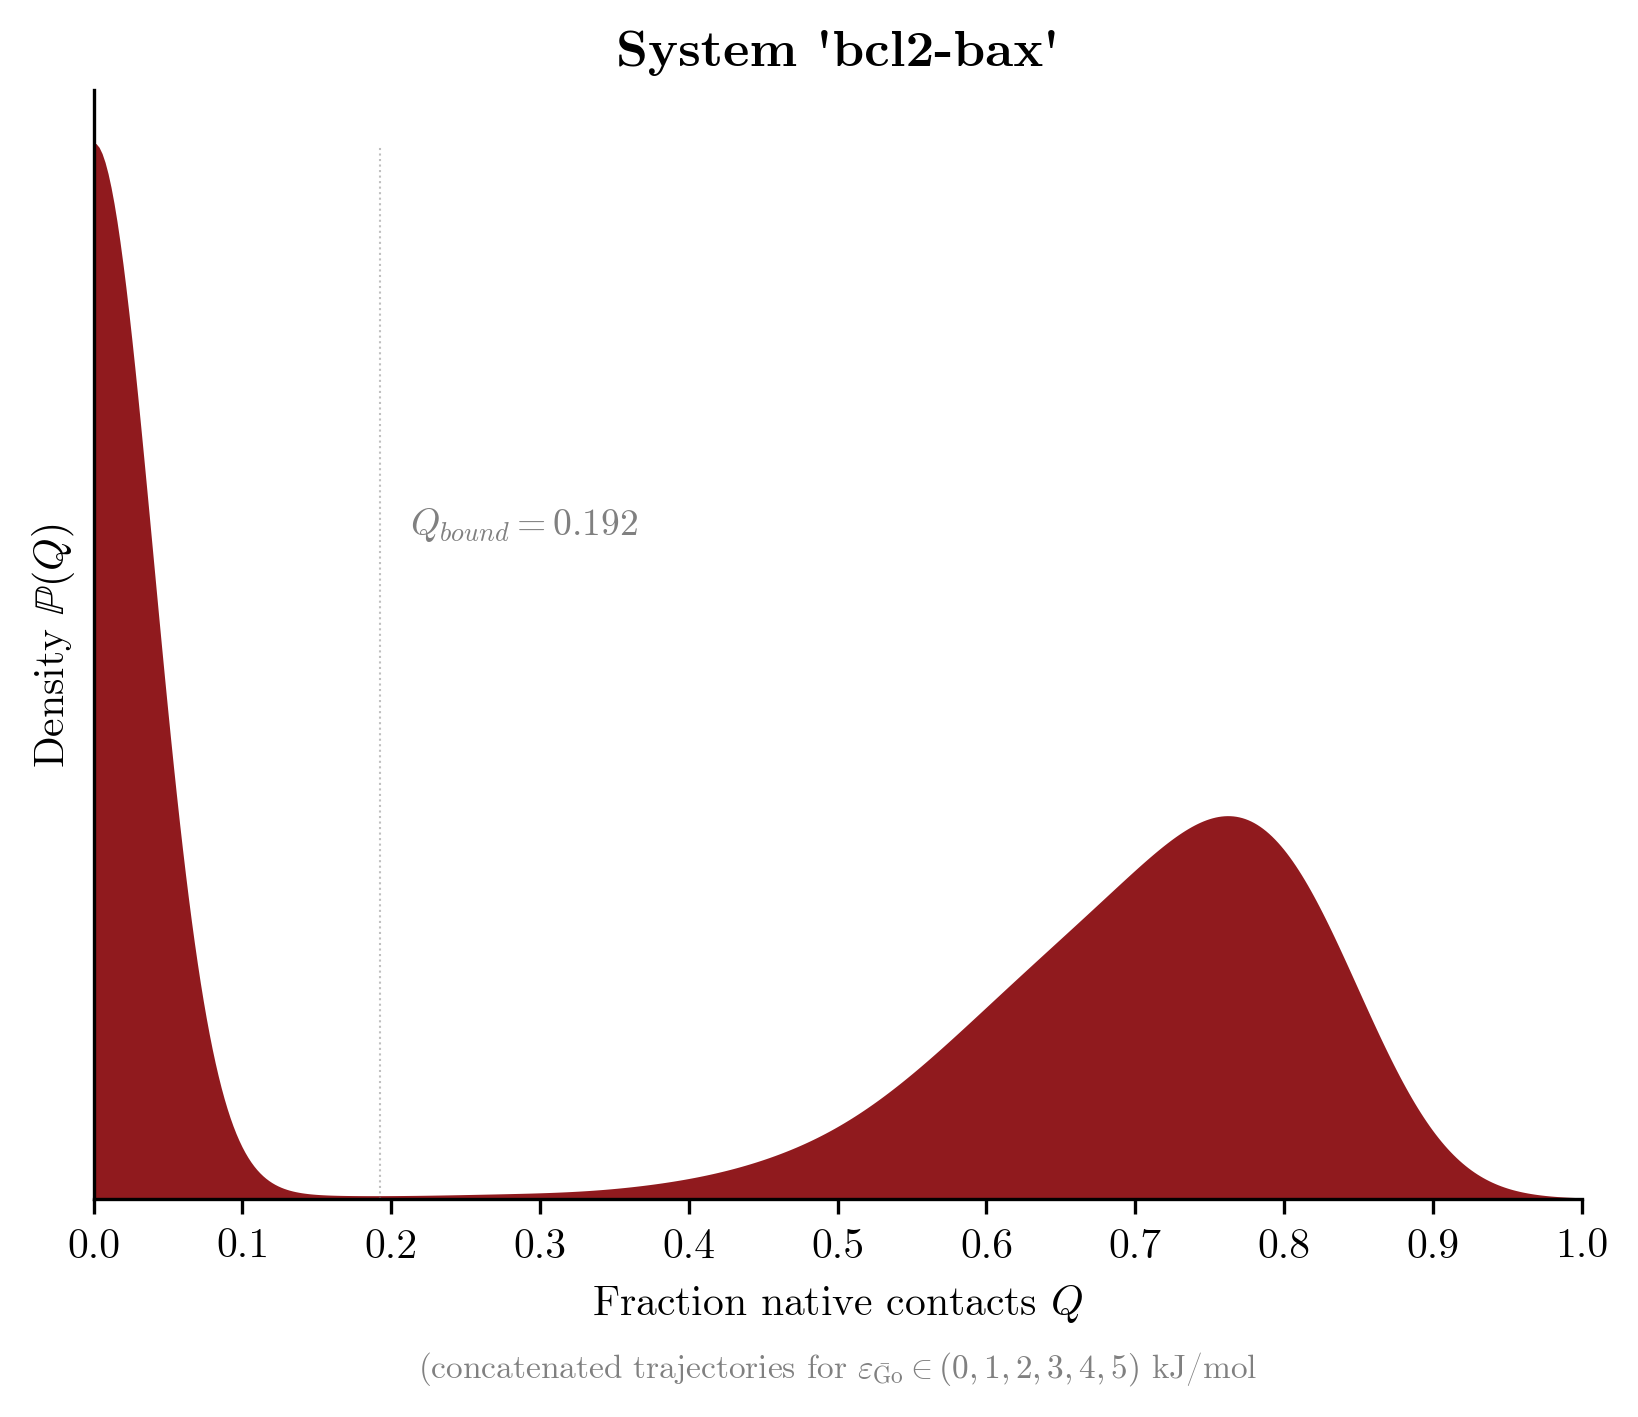 System 'bcl2-bax'
Density ℙ(Q)
Q_bound = 0.192
0.0 0.1 0.2 0.3 0.4 0.5 0.6 0.7 0.8 0.9 1.0
Fraction native contacts Q
(concatenated trajectories for ε_Ḡo ∈ (0, 1, 2, 3, 4, 5) kJ/mol